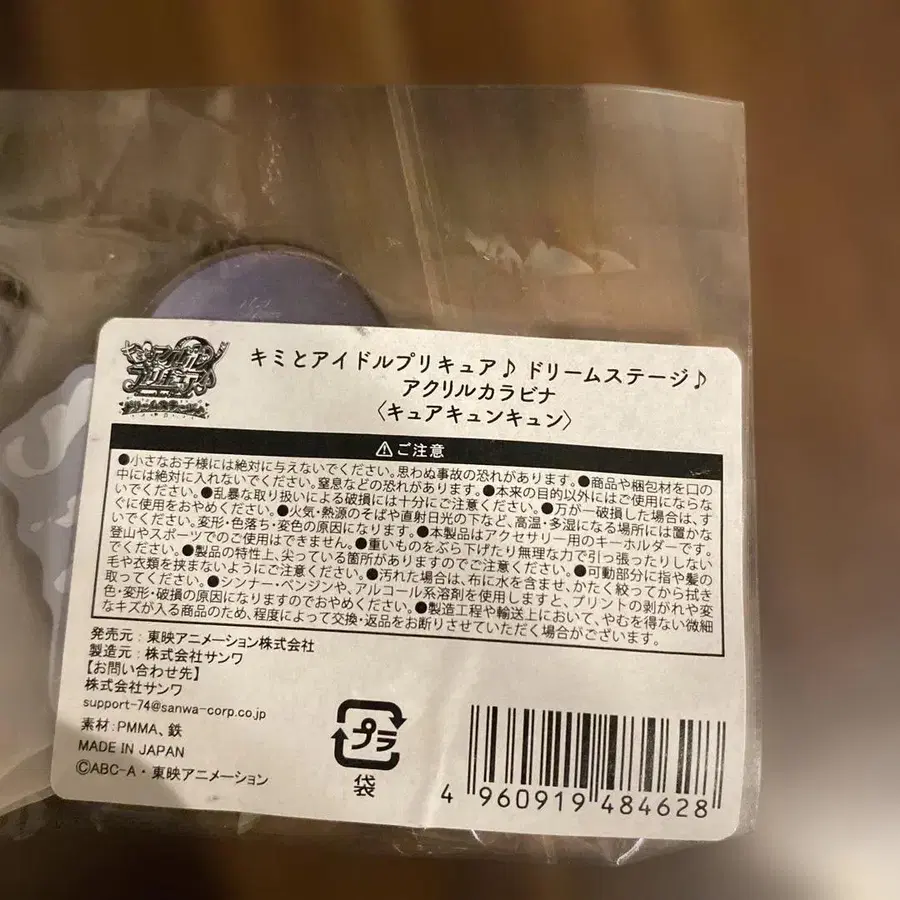 アイドル
プリキュア♪
ドリームステージ♪
キミとアイドルプリキュア♪ ドリームステージ♪
アクリルカラビナ
〈キュアキュンキュン〉
⚠ご注意
●小さなお子様には絶対に与えないでください。思わぬ事故の恐れがあります。●商品や梱包材を口の
中には絶対に入れないでください。窒息などの恐れがあります。●本来の目的以外にはご使用にならな
いでください。●乱暴な取り扱いによる破損には十分にご注意ください。●万が一破損した場合は、す
ぐに使用をおやめください。●火気・熱源のそばや直射日光の下など、高温・多湿になる場所には置かな
いでください。変形・色落ち・変色の原因になります。●本製品はアクセサリー用のキーホルダーです。
登山やスポーツでのご使用はできません。●重いものをぶら下げたり無理な力で引っ張ったりしない
でください。●製品の特性上、尖っている箇所がありますのでご注意ください。●可動部分に指や髪の
毛や衣類を挟まないようにご注意ください。●汚れた場合は、布に水を含ませ、かたく絞ってから拭き
取ってください。●シンナー・ベンジンや、アルコール系溶剤を使用しますと、プリントの剥がれや変
色・変形・破損の原因になりますのでおやめください。●製造工程や輸送上において、やむを得ない微細
なキズが入る商品のため、程度によって交換・返品をお断りさせていただく場合がございます。
発売元：東映アニメーション株式会社
製造元：株式会社サンワ
【お問い合わせ先】
株式会社サンワ
support-74@sanwa-corp.co.jp
素材：PMMA、鉄
MADE IN JAPAN
©ABC-A・東映アニメーション
プラ
袋
4 960919 484628